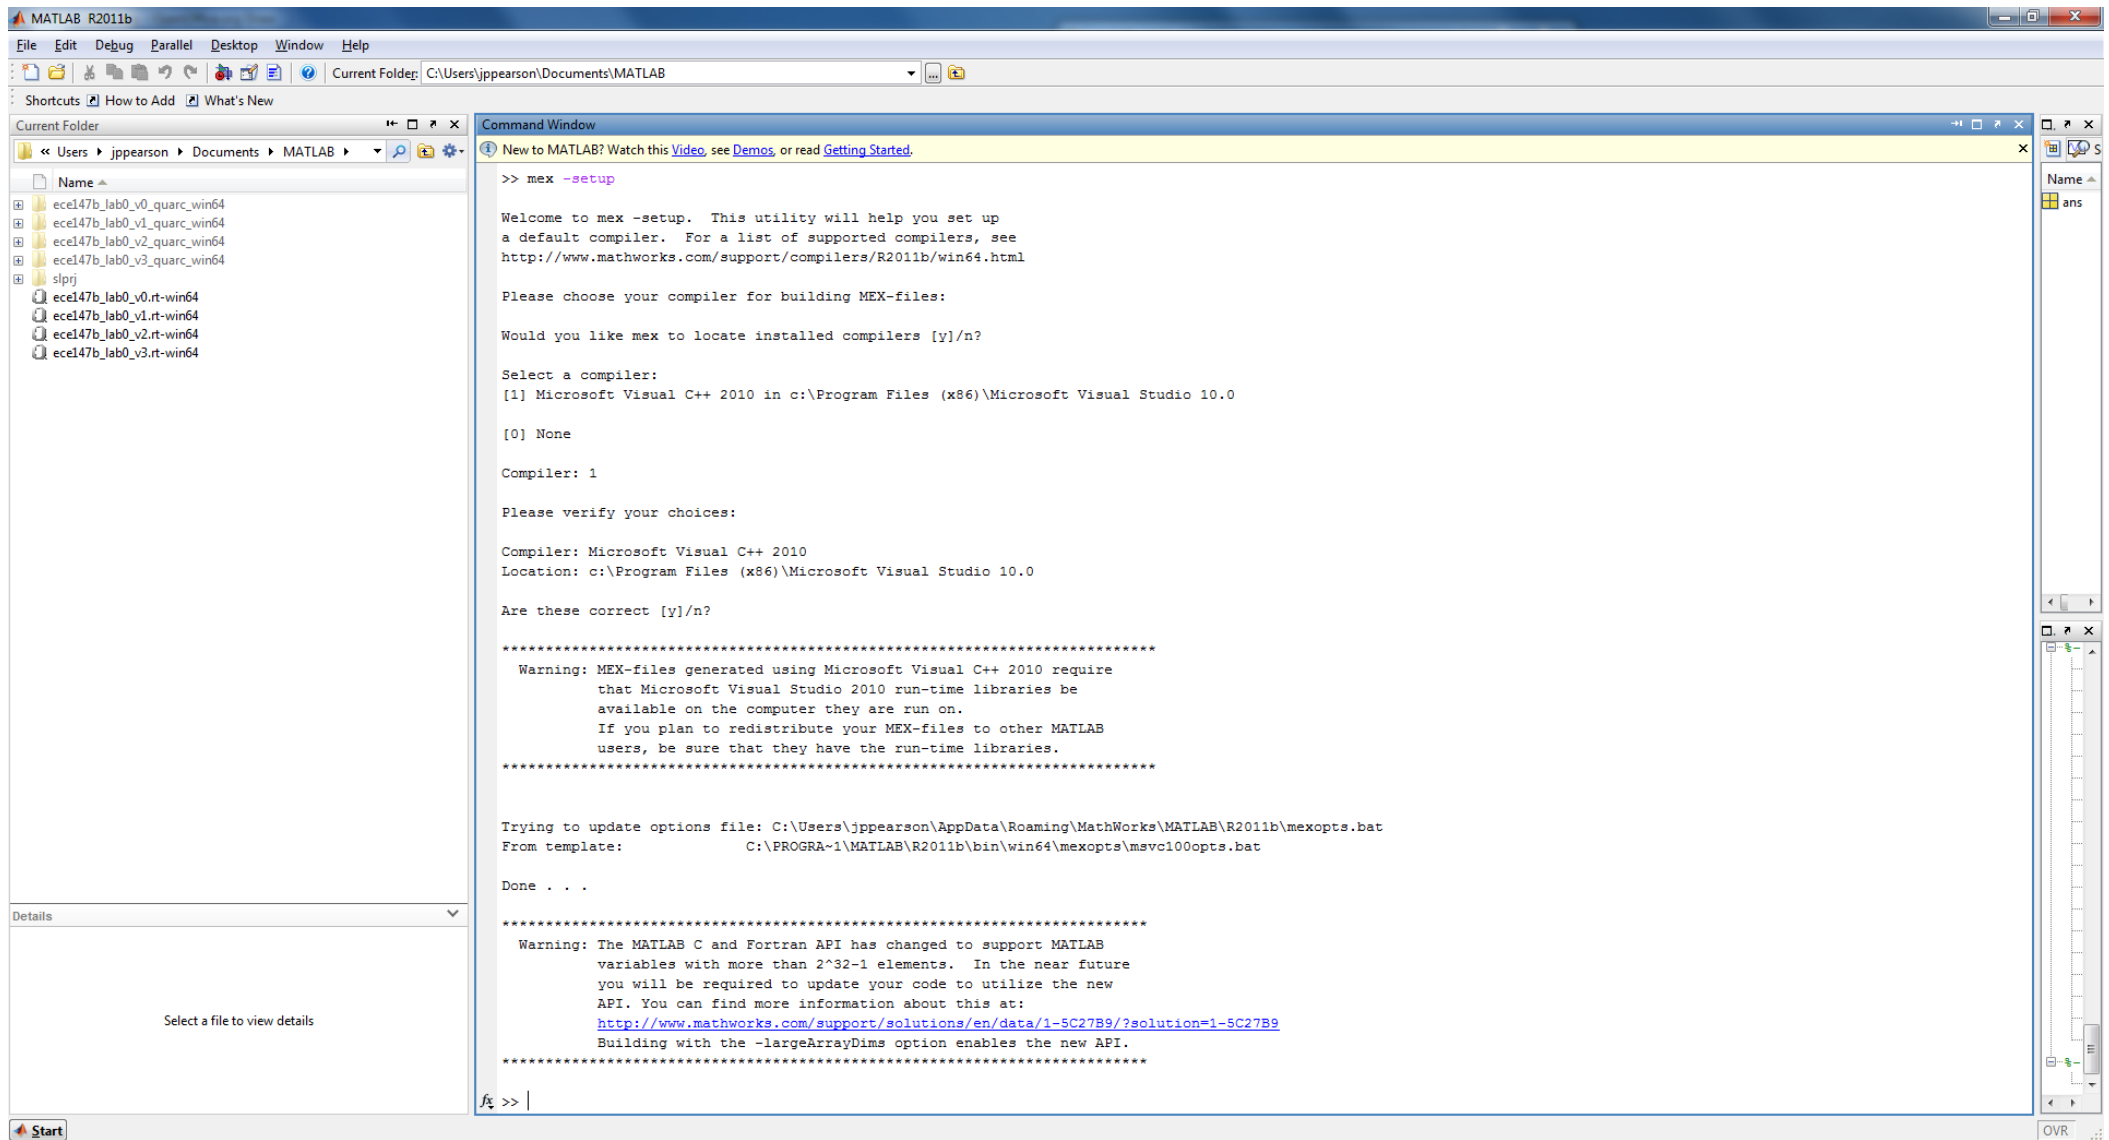 MATLAB R2011b
File Edit Debug Parallel Desktop Window Help
Current Folder: C:\Users\jppearson\Documents\MATLAB
Shortcuts How to Add What's New
Current Folder
« Users jppearson Documents MATLAB
Name
ece147b_lab0_v0_quarc_win64
ece147b_lab0_v1_quarc_win64
ece147b_lab0_v2_quarc_win64
ece147b_lab0_v3_quarc_win64
slprj
ece147b_lab0_v0.rt-win64
ece147b_lab0_v1.rt-win64
ece147b_lab0_v2.rt-win64
ece147b_lab0_v3.rt-win64
Details
Select a file to view details
Command Window
New to MATLAB? Watch this Video, see Demos, or read Getting Started.
>> mex -setup
Welcome to mex -setup.  This utility will help you set up
a default compiler.  For a list of supported compilers, see
http://www.mathworks.com/support/compilers/R2011b/win64.html
Please choose your compiler for building MEX-files:
Would you like mex to locate installed compilers [y]/n?
Select a compiler:
[1] Microsoft Visual C++ 2010 in c:\Program Files (x86)\Microsoft Visual Studio 10.0
[0] None
Compiler: 1
Please verify your choices:
Compiler: Microsoft Visual C++ 2010
Location: c:\Program Files (x86)\Microsoft Visual Studio 10.0
Are these correct [y]/n?
****************************************************************************
Warning: MEX-files generated using Microsoft Visual C++ 2010 require
that Microsoft Visual Studio 2010 run-time libraries be
available on the computer they are run on.
If you plan to redistribute your MEX-files to other MATLAB
users, be sure that they have the run-time libraries.
****************************************************************************
Trying to update options file: C:\Users\jppearson\AppData\Roaming\MathWorks\MATLAB\R2011b\mexopts.bat
From template: C:\PROGRA~1\MATLAB\R2011b\bin\win64\mexopts\msvc100opts.bat
Done . . .
***************************************************************************
Warning: The MATLAB C and Fortran API has changed to support MATLAB
variables with more than 2^32-1 elements.  In the near future
you will be required to update your code to utilize the new
API. You can find more information about this at:
http://www.mathworks.com/support/solutions/en/data/1-5C27B9/?solution=1-5C27B9
Building with the -largeArrayDims option enables the new API.
***************************************************************************
fx >>
S
Name
ans
%-
%-
Start
OVR